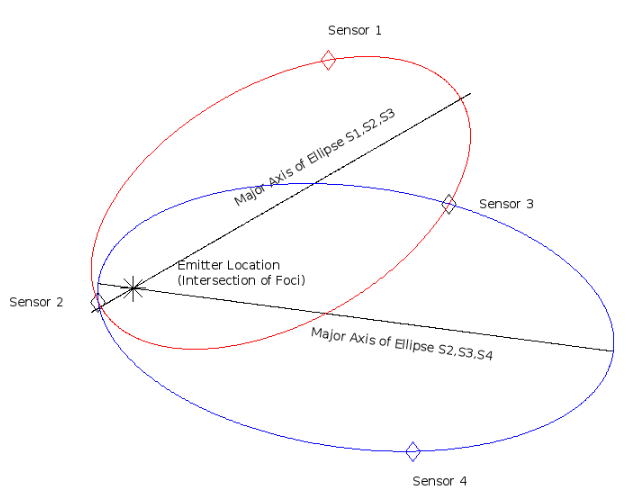 Sensor 1
Major Axis of Ellipse S1,S2,S3
Sensor 3
Emitter Location
(Intersection of Foci)
Sensor 2
Major Axis of Ellipse S2,S3,S4
Sensor 4